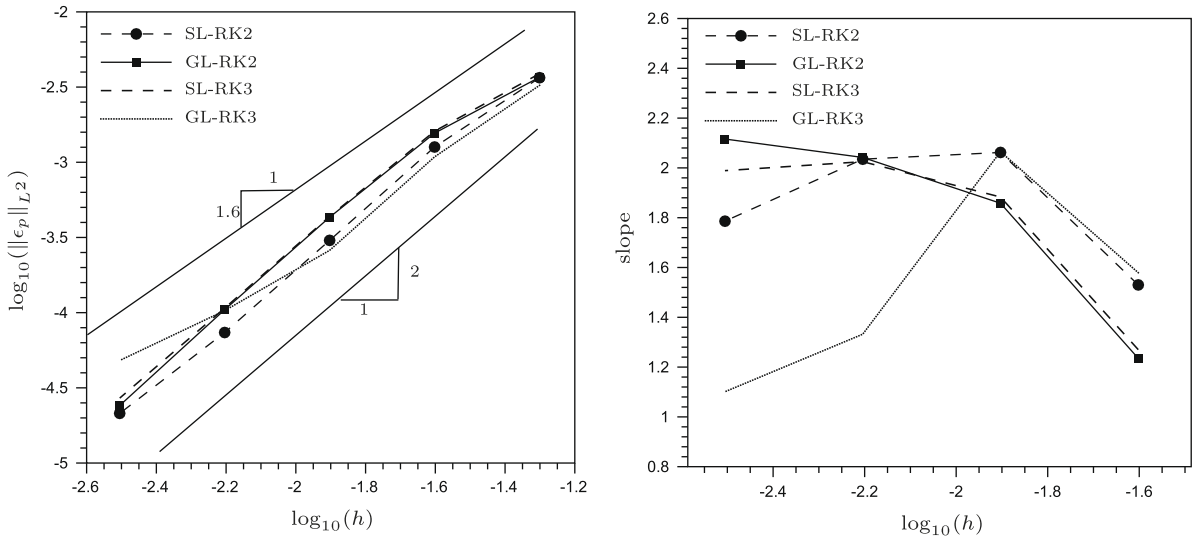 -2
-2.5
-3
-3.5
-4
-4.5
-5
log₁₀(‖ϵₚ‖_{L²})
SL-RK2
GL-RK2
SL-RK3
GL-RK3
1
1.6
2
1
-2.6 -2.4 -2.2 -2 -1.8 -1.6 -1.4 -1.2
log₁₀(h)
2.6
2.4
2.2
2
1.8
1.6
1.4
1.2
1
0.8
slope
SL-RK2
GL-RK2
SL-RK3
GL-RK3
-2.4 -2.2 -2 -1.8 -1.6
log₁₀(h)